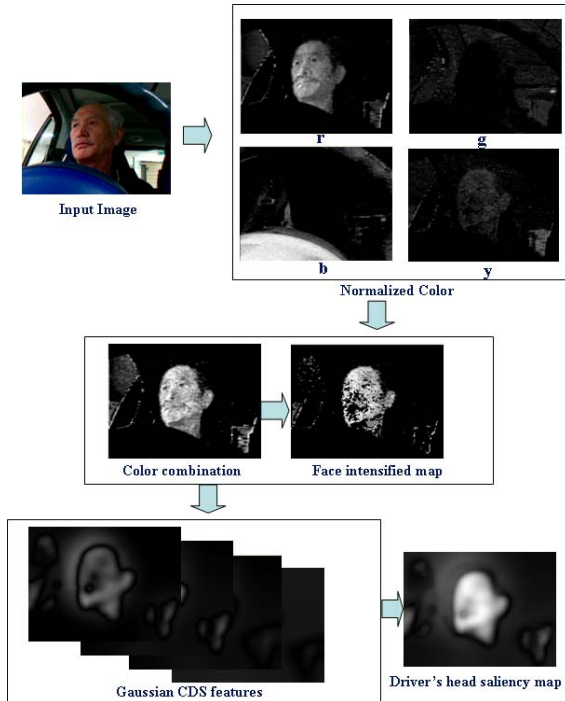 r
g
Input Image
b
y
Normalized Color
Color combination
Face intensified map
Gaussian CDS features
Driver's head saliency map